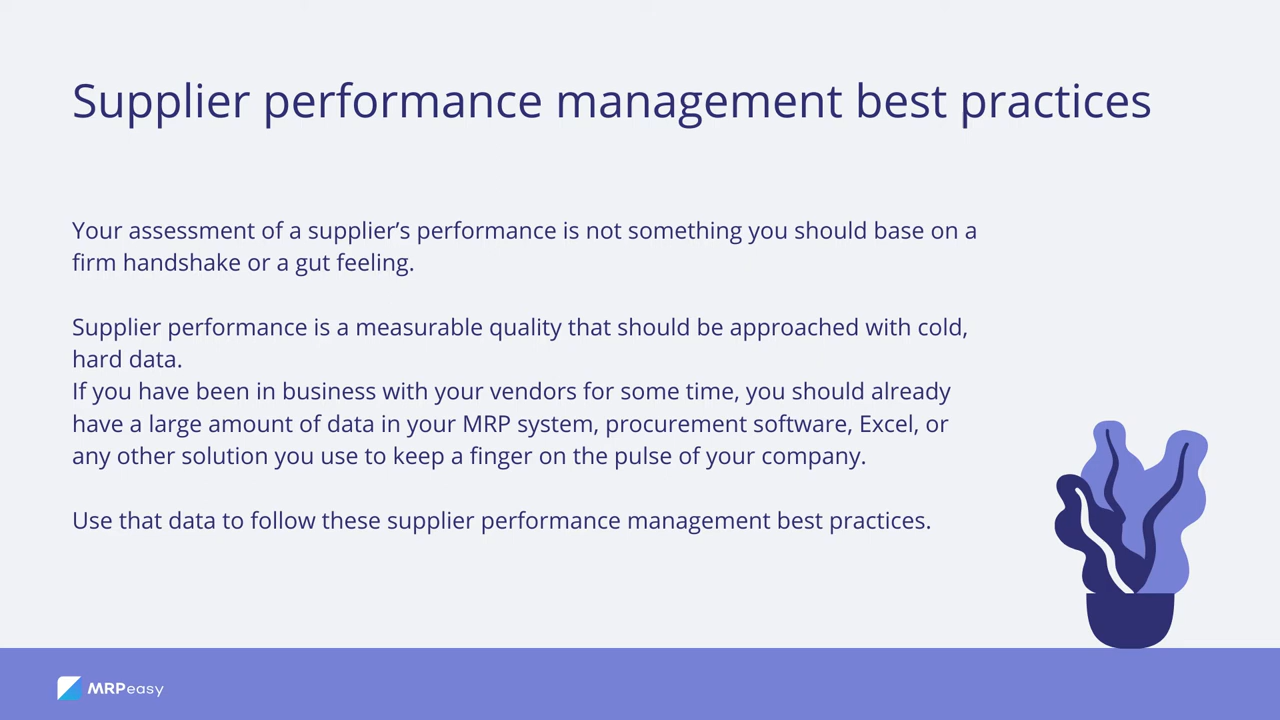 Supplier performance management best practices
Your assessment of a supplier’s performance is not something you should base on a
firm handshake or a gut feeling.
Supplier performance is a measurable quality that should be approached with cold,
hard data.
If you have been in business with your vendors for some time, you should already
have a large amount of data in your MRP system, procurement software, Excel, or
any other solution you use to keep a finger on the pulse of your company.
Use that data to follow these supplier performance management best practices.
MRPeasy